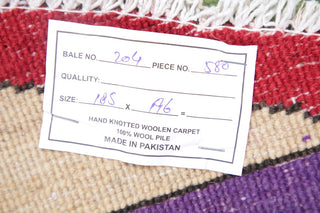 BALE NO. 204 PIECE NO. 580
QUALITY:
SIZE: 185 X A6 =
HAND KNOTTED WOOLEN CARPET
100% WOOL PILE
MADE IN PAKISTAN